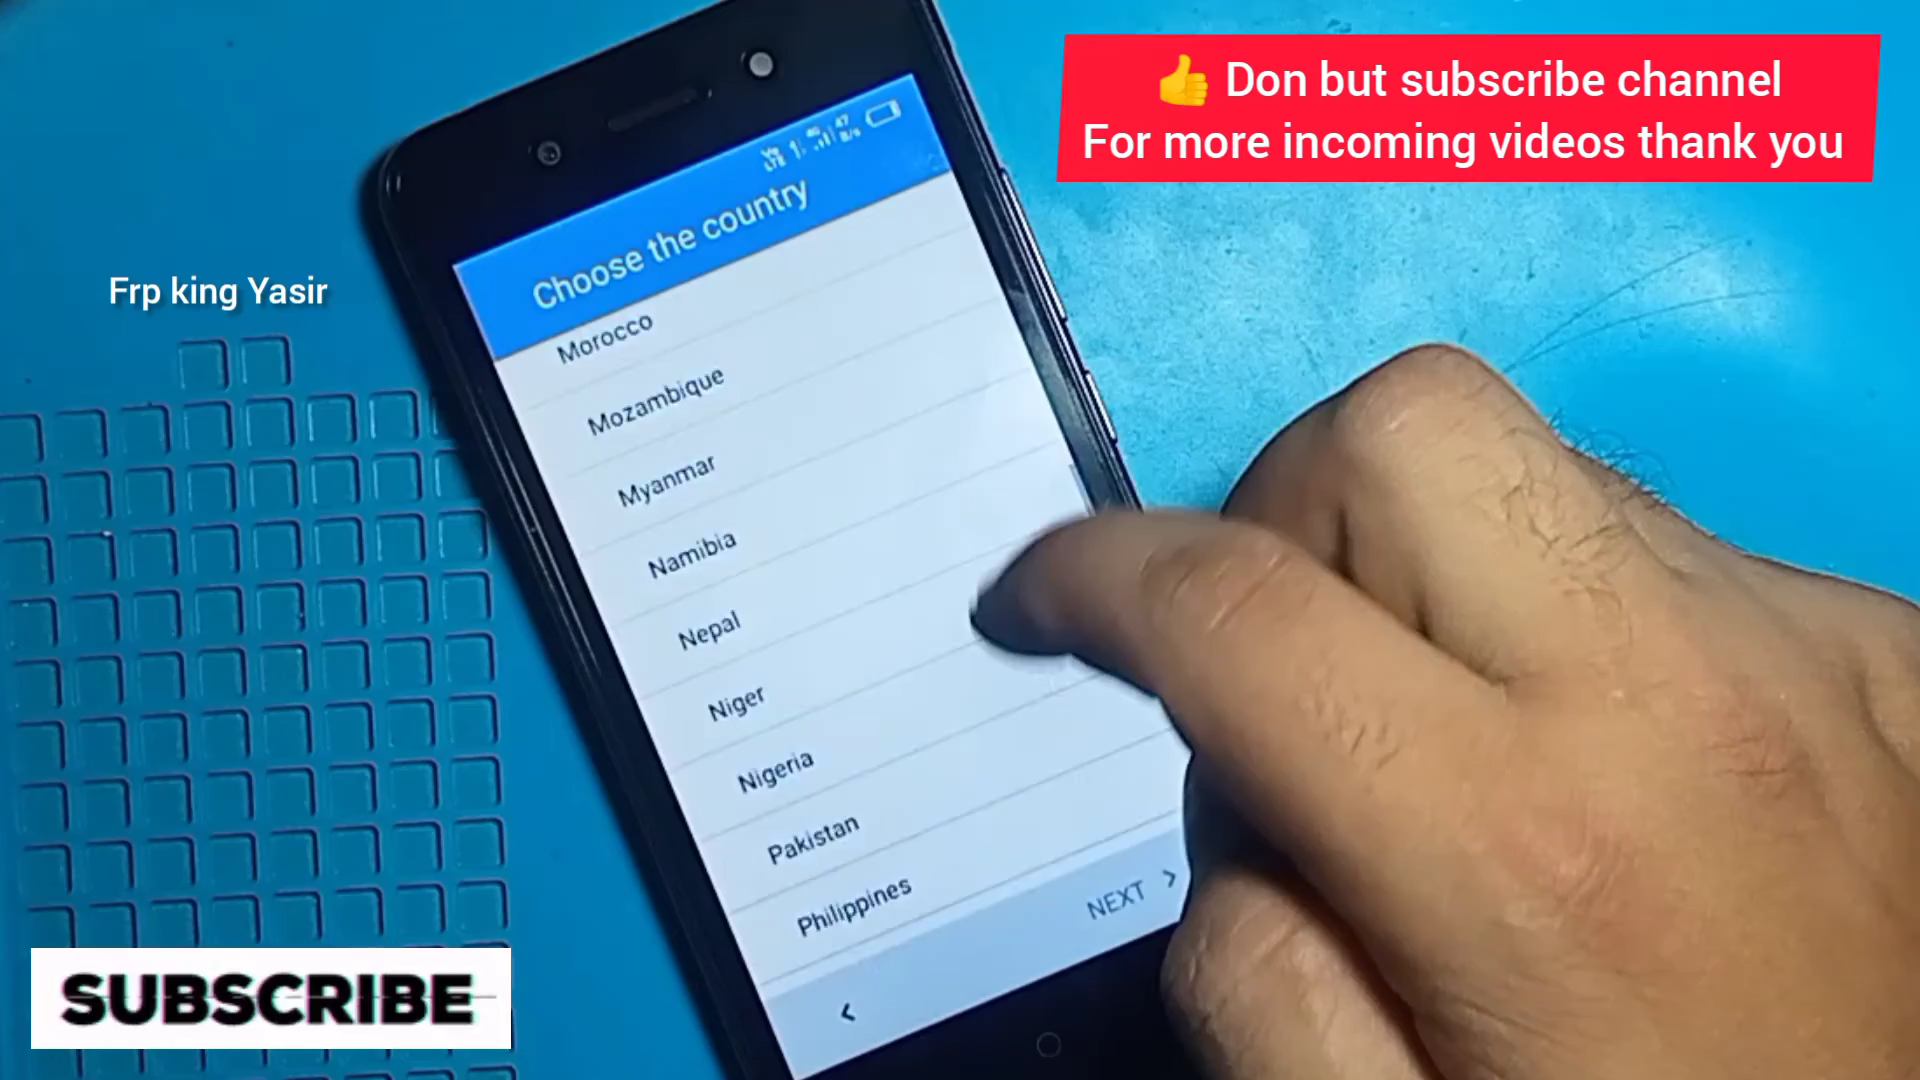 👍 Don but subscribe channel
For more incoming videos thank you
Frp king Yasir
Choose the country
Morocco
Mozambique
Myanmar
Namibia
Nepal
Niger
Nigeria
Pakistan
Philippines
NEXT
SUBSCRIBE